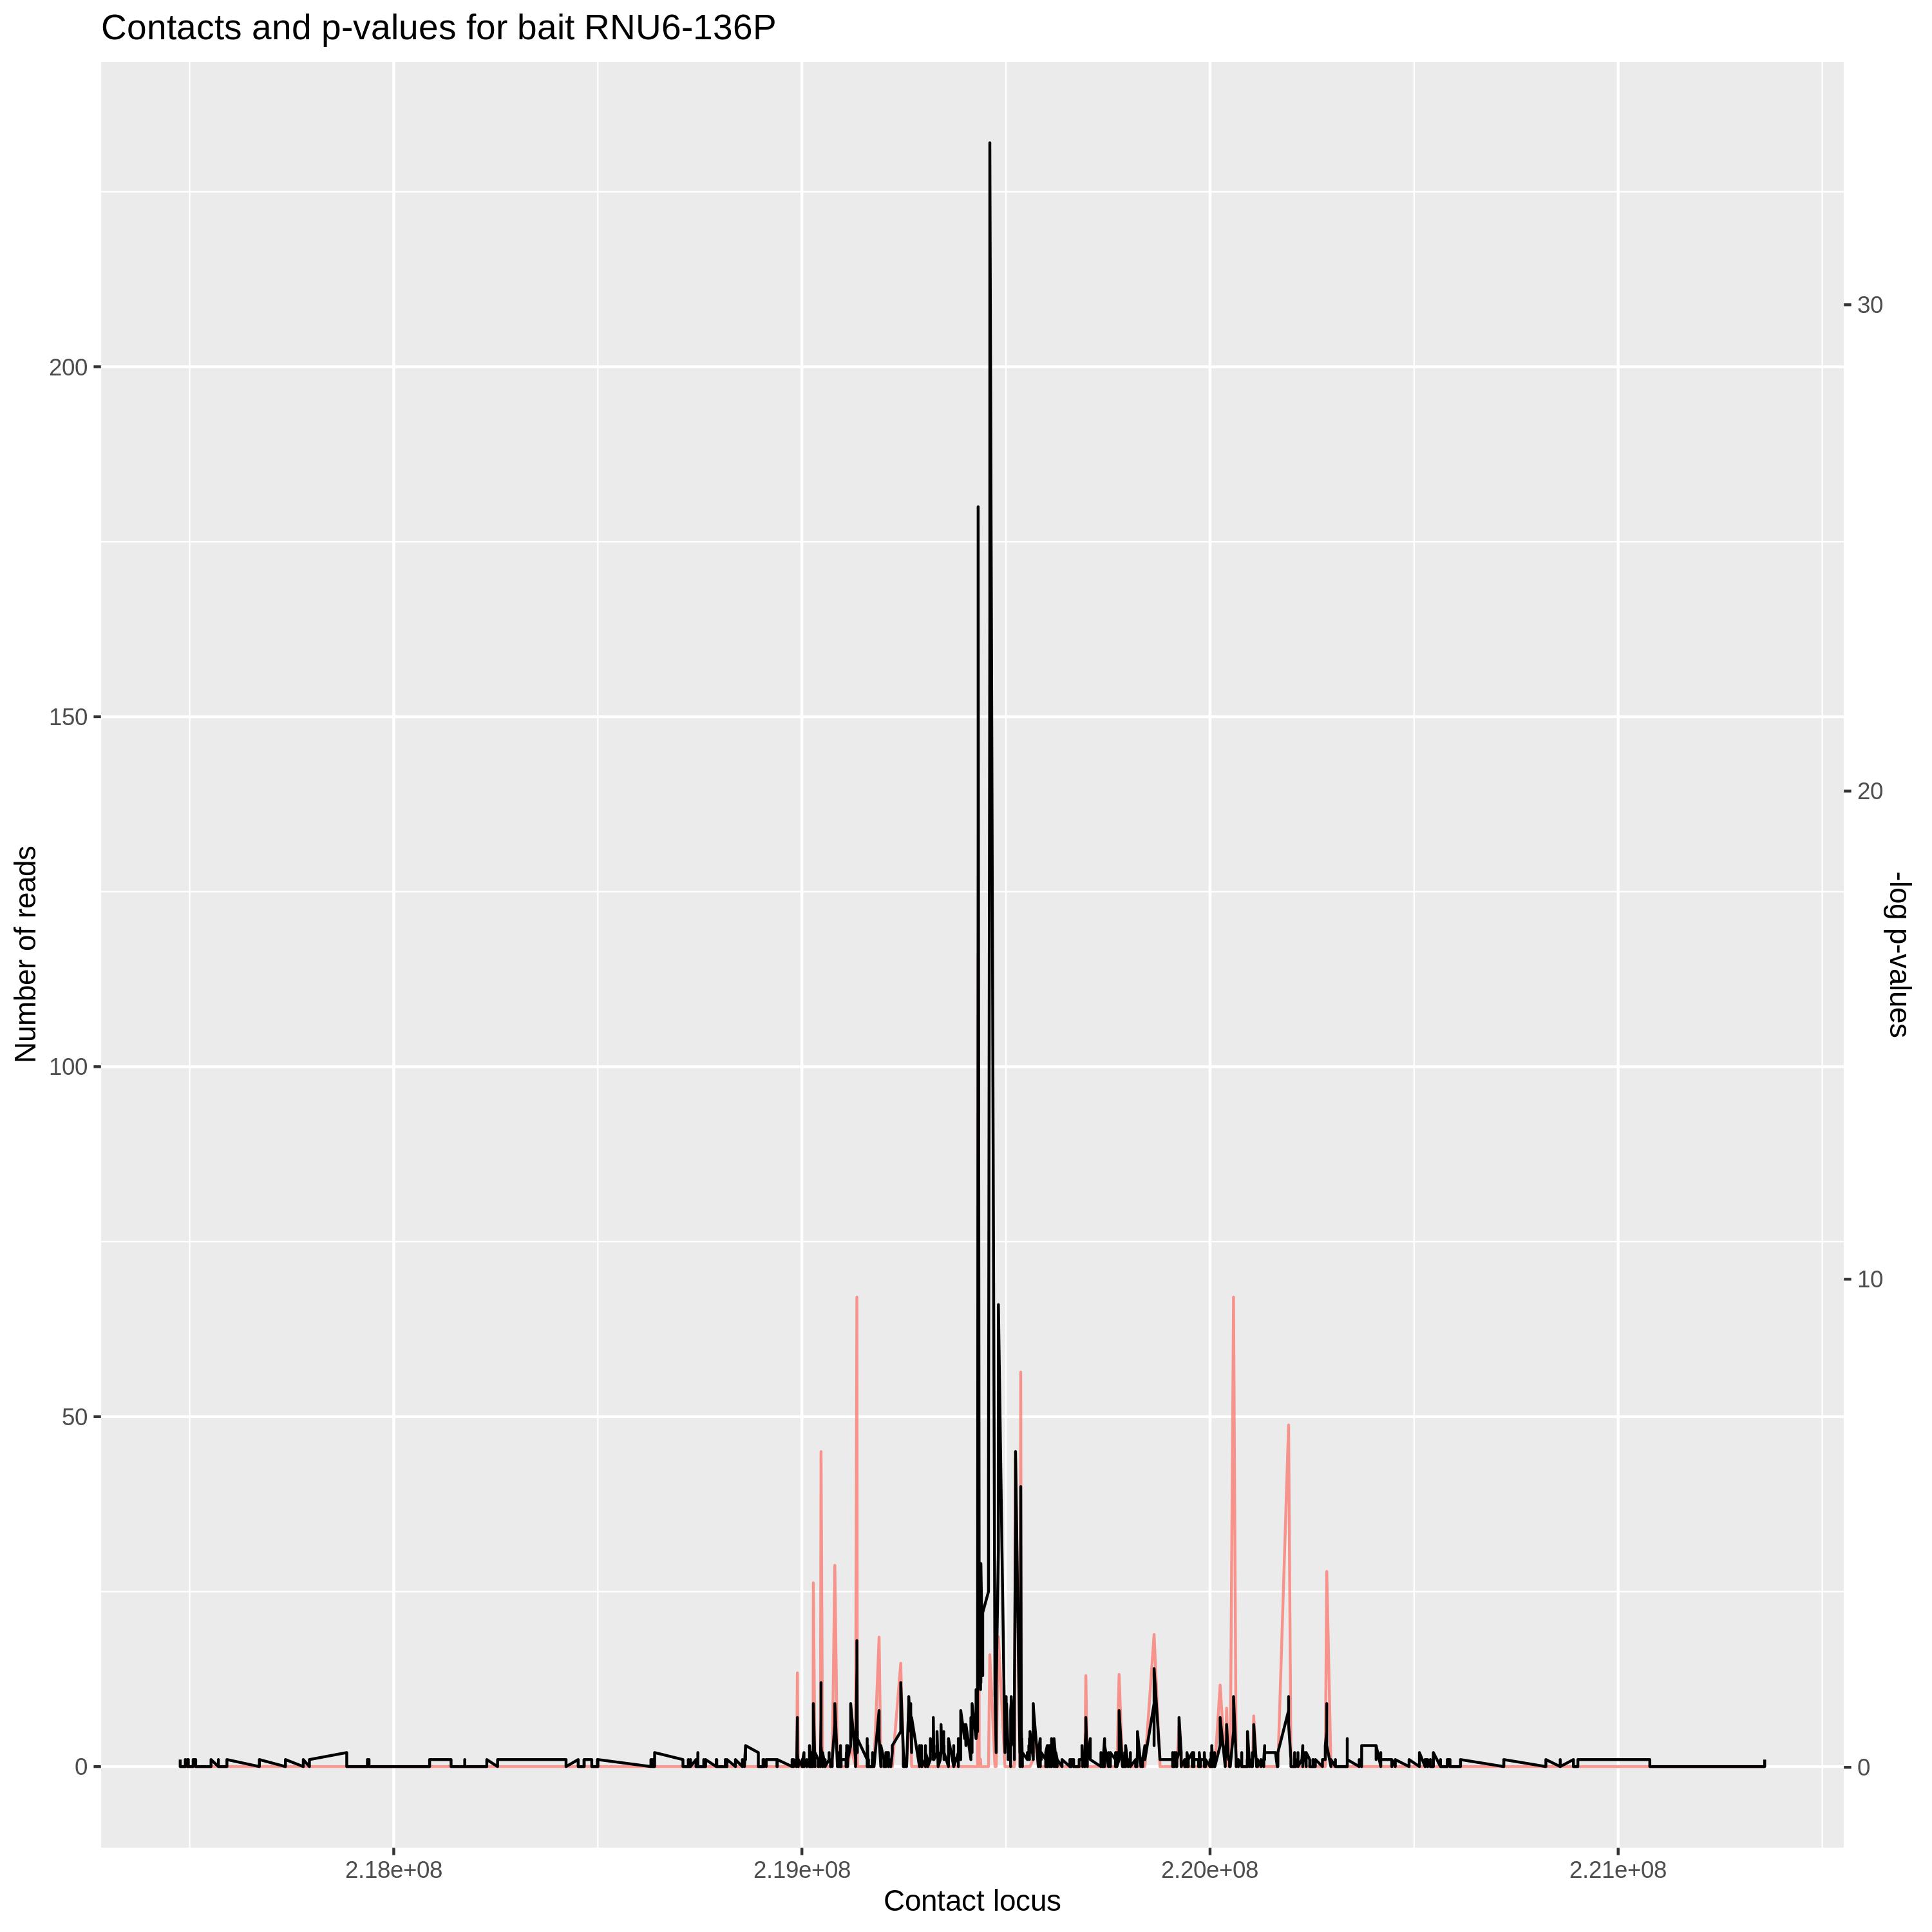 Contacts and p-values for bait RNU6-136P
Number of reads
200
150
100
50
0
30
20
10
0
-log p-values
2.18e+08
2.19e+08
2.20e+08
2.21e+08
Contact locus